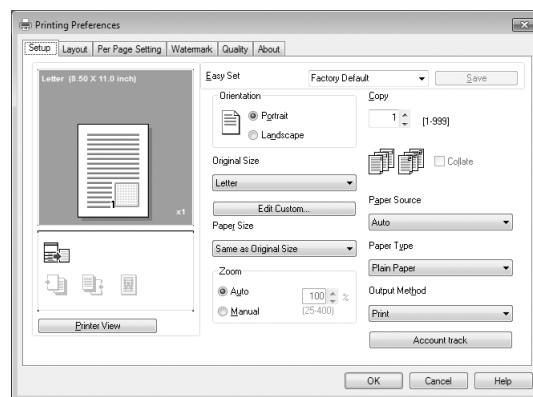 Printing Preferences
Setup Layout Per Page Setting Watermark Quality About
Letter (8.50 X 11.0 inch)
1
x1
Printer View
Easy Set Factory Default Save
Orientation
Portrait
Landscape
Original Size
Letter
Edit Custom...
Paper Size
Same as Original Size
Zoom
Auto
100 %
Manual (25-400)
Copy
1 [1-999]
Collate
Paper Source
Auto
Paper Type
Plain Paper
Output Method
Print
Account track
OK Cancel Help